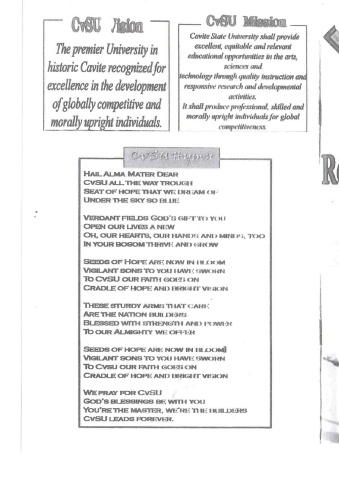 CvSU Vision
The premier University in
historic Cavite recognized for
excellence in the development
of globally competitive and
morally upright individuals.
CvSU Mission
Cavite State University shall provide
excellent, equitable and relevant
educational opportunities in the arts,
sciences and
technology through quality instruction and
responsive research and developmental
activities.
It shall produce professional, skilled and
morally upright individuals for global
competitiveness.
CvSU Hymn
HAIL ALMA MATER DEAR
CVSU ALL THE WAY TROUGH
SEAT OF HOPE THAT WE DREAM OF
UNDER THE SKY SO BLUE
VERDANT FIELDS GOD'S GIFT TO YOU
OPEN OUR LIVES A NEW
OH, OUR HEARTS, OUR HANDS AND MINDS, TOO
IN YOUR BOSOM THRIVE AND GROW
SEEDS OF HOPE ARE NOW IN BLOOM
VIGILANT SONS TO YOU HAVE SWORN
TO CVSU OUR FAITH GOES ON
CRADLE OF HOPE AND BRIGHT VISION
THESE STURDY ARMS THAT CARE
ARE THE NATION BUILDERS
BLESSED WITH STRENGTH AND POWER
TO OUR ALMIGHTY WE OFFER
SEEDS OF HOPE ARE NOW IN BLOOM
VIGILANT SONS TO YOU HAVE SWORN
TO CVSU OUR FAITH GOES ON
CRADLE OF HOPE AND BRIGHT VISION
WE PRAY FOR CVSU
GOD'S BLESSINGS BE WITH YOU
YOU'RE THE MASTER, WE'RE THE BUILDERS
CVSU LEADS FOREVER.